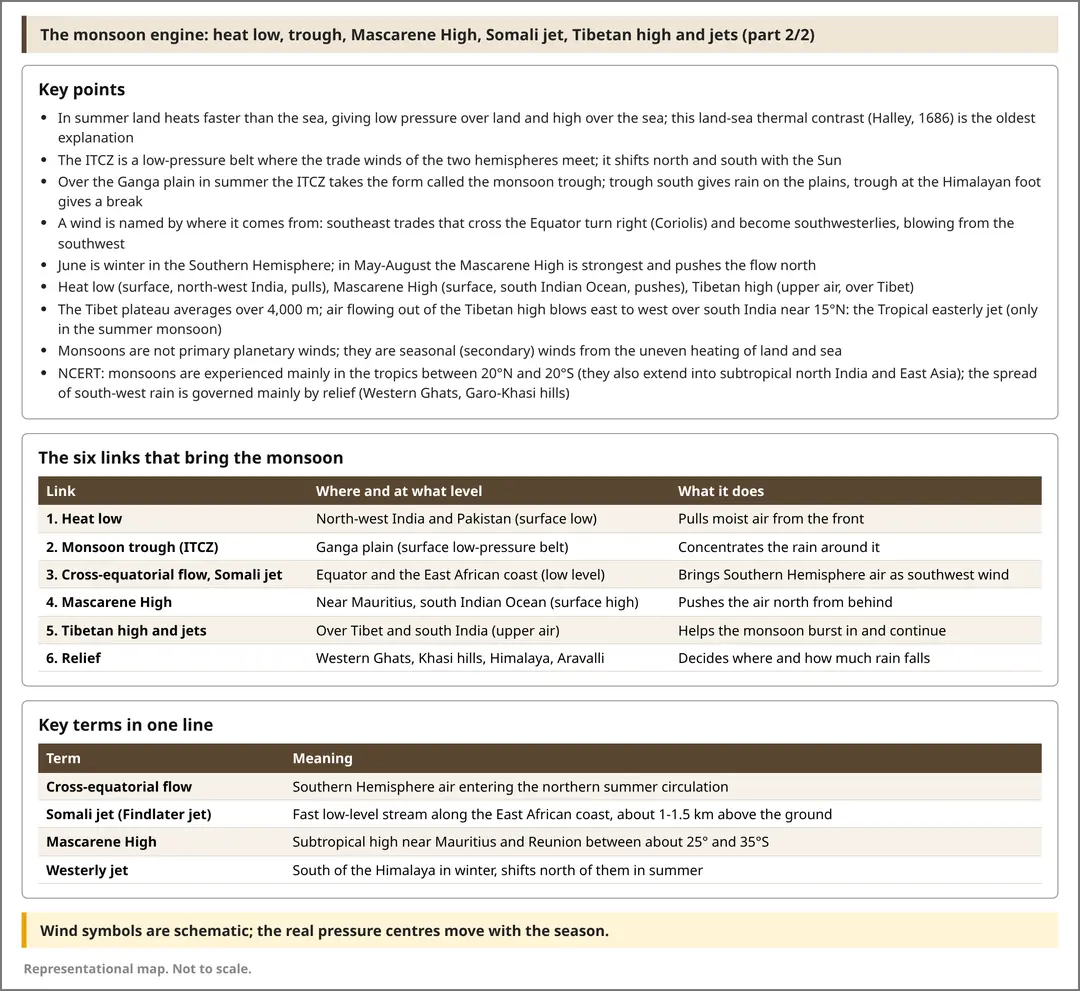 The monsoon engine: heat low, trough, Mascarene High, Somali jet, Tibetan high and jets (part 2/2)
Key points
• In summer land heats faster than the sea, giving low pressure over land and high over the sea; this land-sea thermal contrast (Halley, 1686) is the oldest
explanation
• The ITCZ is a low-pressure belt where the trade winds of the two hemispheres meet; it shifts north and south with the Sun
• Over the Ganga plain in summer the ITCZ takes the form called the monsoon trough; trough south gives rain on the plains, trough at the Himalayan foot
gives a break
• A wind is named by where it comes from: southeast trades that cross the Equator turn right (Coriolis) and become southwesterlies, blowing from the
southwest
• June is winter in the Southern Hemisphere; in May-August the Mascarene High is strongest and pushes the flow north
• Heat low (surface, north-west India, pulls), Mascarene High (surface, south Indian Ocean, pushes), Tibetan high (upper air, over Tibet)
• The Tibet plateau averages over 4,000 m; air flowing out of the Tibetan high blows east to west over south India near 15°N: the Tropical easterly jet (only
in the summer monsoon)
• Monsoons are not primary planetary winds; they are seasonal (secondary) winds from the uneven heating of land and sea
• NCERT: monsoons are experienced mainly in the tropics between 20°N and 20°S (they also extend into subtropical north India and East Asia); the spread
of south-west rain is governed mainly by relief (Western Ghats, Garo-Khasi hills)
The six links that bring the monsoon
Link Where and at what level What it does
1. Heat low North-west India and Pakistan (surface low) Pulls moist air from the front
2. Monsoon trough (ITCZ) Ganga plain (surface low-pressure belt) Concentrates the rain around it
3. Cross-equatorial flow, Somali jet Equator and the East African coast (low level) Brings Southern Hemisphere air as southwest wind
4. Mascarene High Near Mauritius, south Indian Ocean (surface high) Pushes the air north from behind
5. Tibetan high and jets Over Tibet and south India (upper air) Helps the monsoon burst in and continue
6. Relief Western Ghats, Khasi hills, Himalaya, Aravalli Decides where and how much rain falls
Key terms in one line
Term Meaning
Cross-equatorial flow Southern Hemisphere air entering the northern summer circulation
Somali jet (Findlater jet) Fast low-level stream along the East African coast, about 1-1.5 km above the ground
Mascarene High Subtropical high near Mauritius and Reunion between about 25° and 35°S
Westerly jet South of the Himalaya in winter, shifts north of them in summer
Wind symbols are schematic; the real pressure centres move with the season.
Representational map. Not to scale.